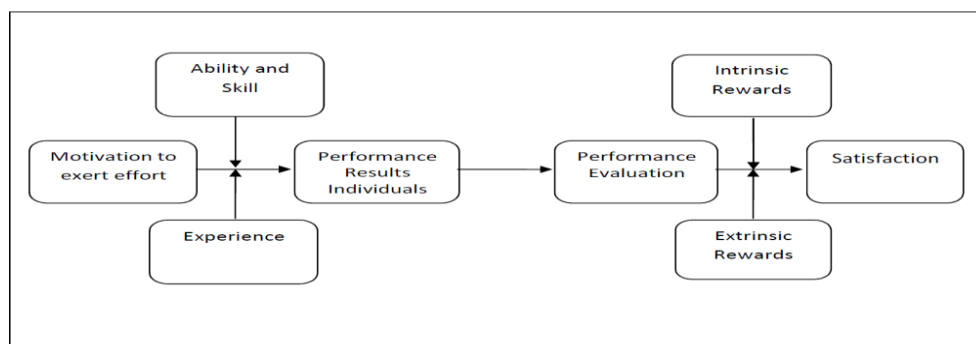 Ability and
Skill
Intrinsic
Rewards
Motivation to
exert effort
Performance
Results
Individuals
Performance
Evaluation
Satisfaction
Experience
Extrinsic
Rewards